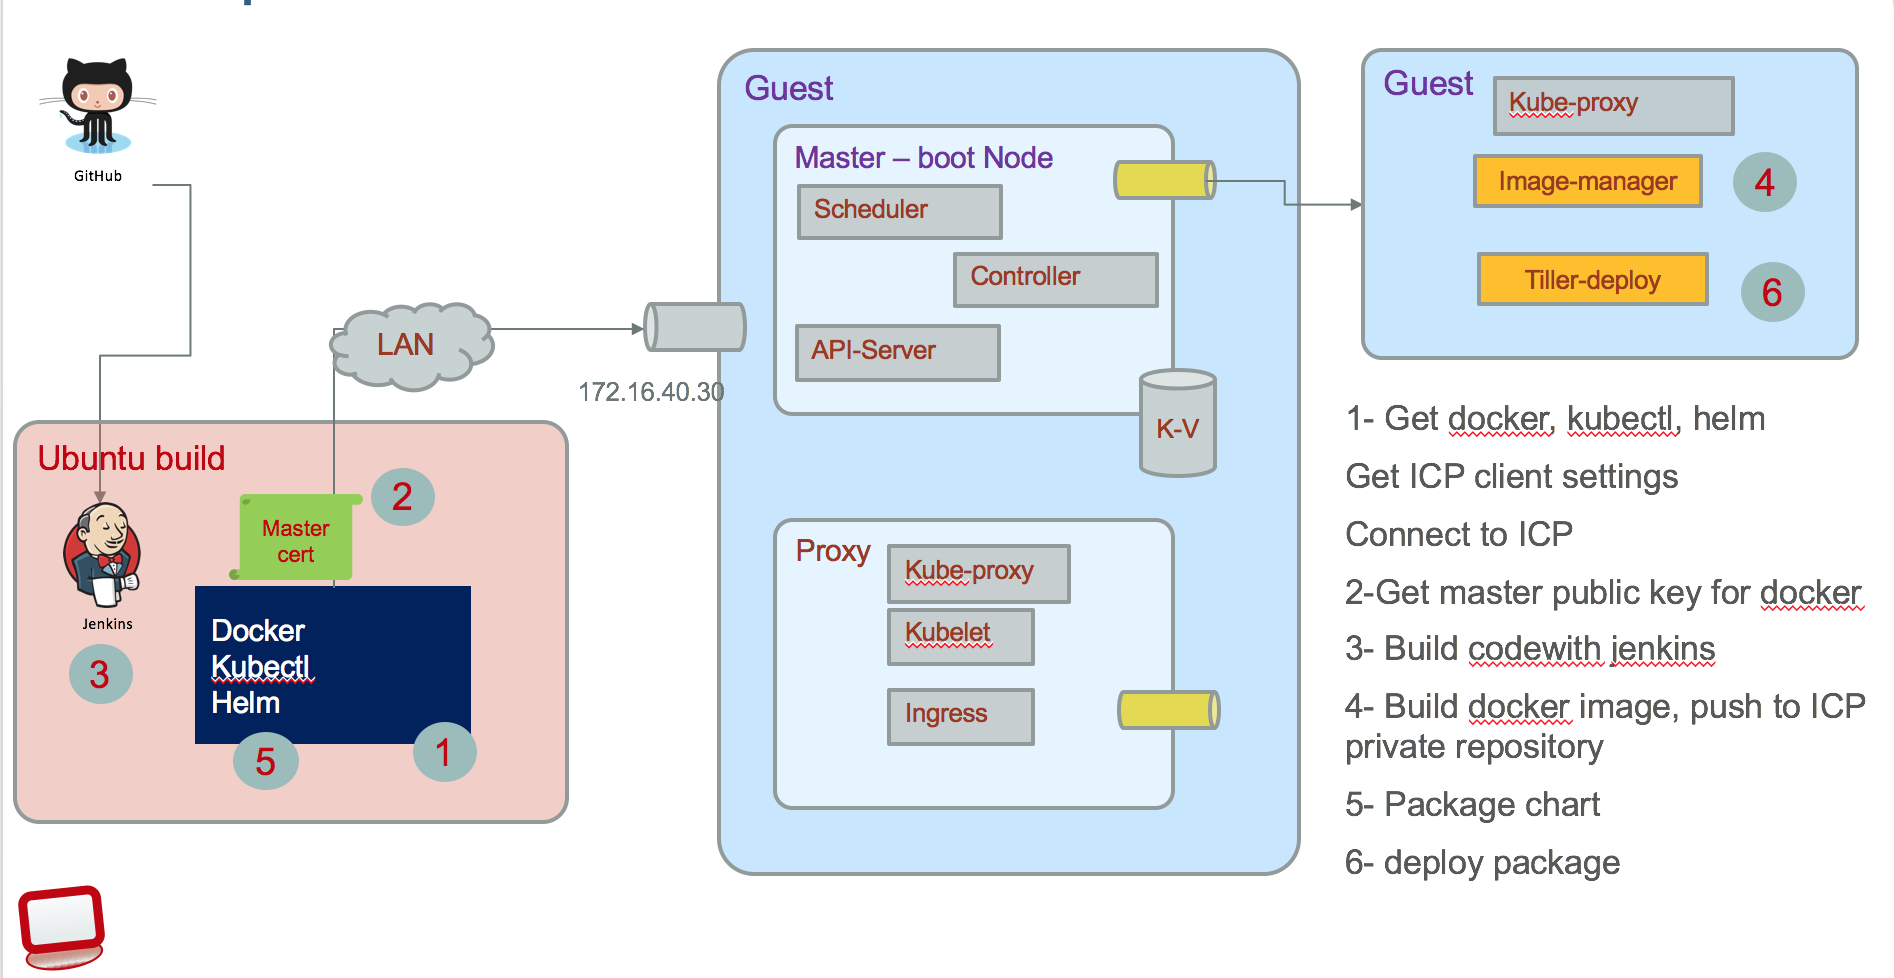 GitHub
Ubuntu build
Master
cert
2
Jenkins
3
Docker
Kubectl
Helm
5
1
LAN
172.16.40.30
Guest
Master – boot Node
Scheduler
Controller
API-Server
K-V
Proxy
Kube-proxy
Kubelet
Ingress
Guest
Kube-proxy
Image-manager
4
Tiller-deploy
6
1- Get docker, kubectl, helm
Get ICP client settings
Connect to ICP
2-Get master public key for docker
3- Build codewith jenkins
4- Build docker image, push to ICP
private repository
5- Package chart
6- deploy package